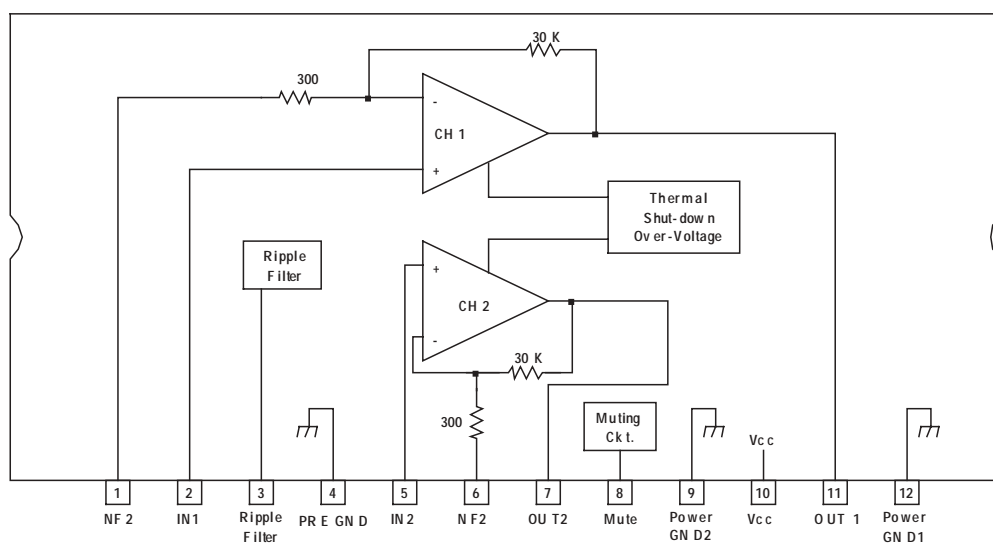 30 K
300
-
CH 1
+
Thermal
Shut-down
Over-Voltage
Ripple
Filter
+
CH 2
-
30 K
300
Muting
Ckt.
Vcc
1
2
3
4
5
6
7
8
9
10
11
12
NF2
IN1
Ripple
Filter
PRE GND
IN2
NF2
OUT2
Mute
Power
GND2
Vcc
OUT 1
Power
GND1